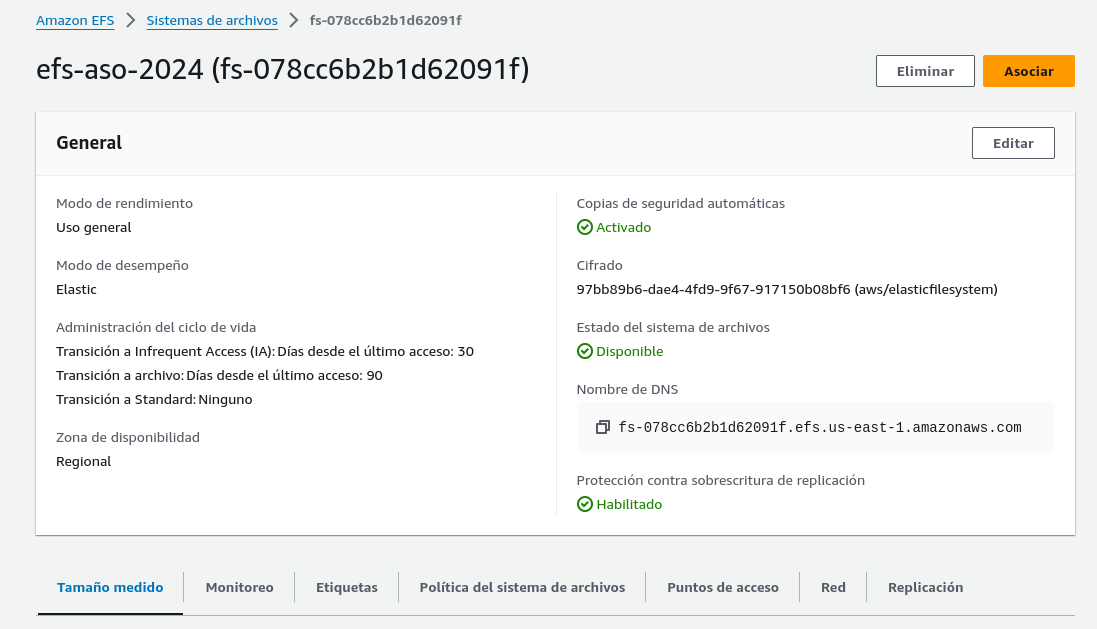 Amazon EFS > Sistemas de archivos > fs-078cc6b2b1d62091f
efs-aso-2024 (fs-078cc6b2b1d62091f)
Eliminar
Asociar
General
Editar
Modo de rendimiento
Uso general
Modo de desempeño
Elastic
Administración del ciclo de vida
Transición a Infrequent Access (IA): Días desde el último acceso: 30
Transición a archivo: Días desde el último acceso: 90
Transición a Standard: Ninguno
Zona de disponibilidad
Regional
Copias de seguridad automáticas
Activado
Cifrado
97bb89b6-dae4-4fd9-9f67-917150b08bf6 (aws/elasticfilesystem)
Estado del sistema de archivos
Disponible
Nombre de DNS
fs-078cc6b2b1d62091f.efs.us-east-1.amazonaws.com
Protección contra sobrescritura de replicación
Habilitado
Tamaño medido
Monitoreo
Etiquetas
Política del sistema de archivos
Puntos de acceso
Red
Replicación